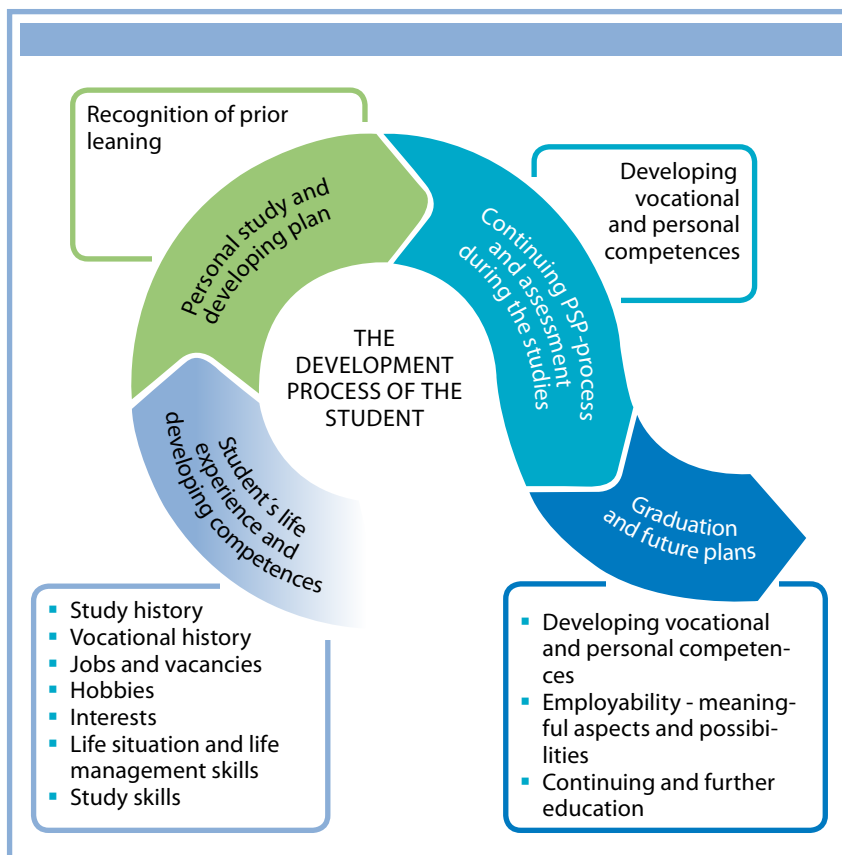 Recognition of prior
leaning
Personal study and
developing plan
Continuing PSP-process
and assessment
during the studies
Developing
vocational
and personal
competences
THE
DEVELOPMENT
PROCESS OF THE
STUDENT
Student´s life
experience and
developing competences
Graduation
and future plans
Study history
Vocational history
Jobs and vacancies
Hobbies
Interests
Life situation and life
management skills
Study skills
Developing vocational
and personal competen-
ces
Employability - meaning-
ful aspects and possibi-
lities
Continuing and further
education